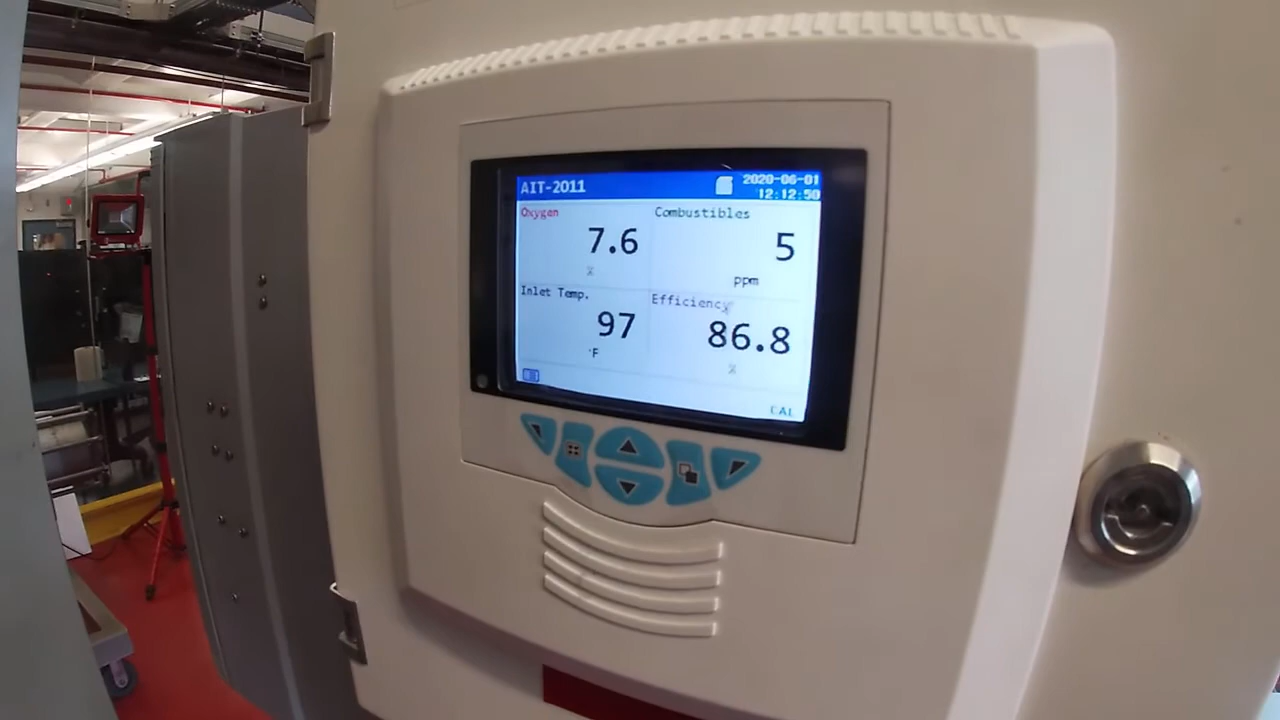 AIT-2011
2020-06-01
12:12:50
Oxygen
Combustibles
7.6
5
%
ppm
Inlet Temp.
Efficiency
97
86.8
°F
%
CAL